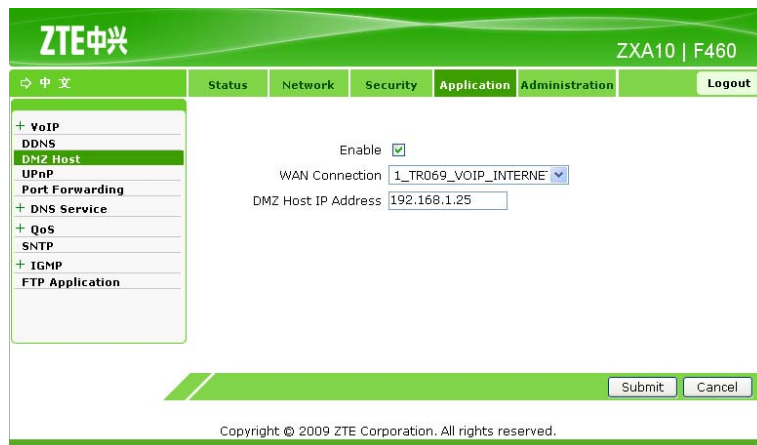 ZTE中兴
ZXA10 | F460
中文
Status Network Security Application Administration Logout
+ VoIP
DDNS
DMZ Host
UPnP
Port Forwarding
+ DNS Service
+ QoS
SNTP
+ IGMP
FTP Application
Enable
WAN Connection 1_TR069_VOIP_INTERNE
DMZ Host IP Address 192.168.1.25
Submit Cancel
Copyright © 2009 ZTE Corporation. All rights reserved.